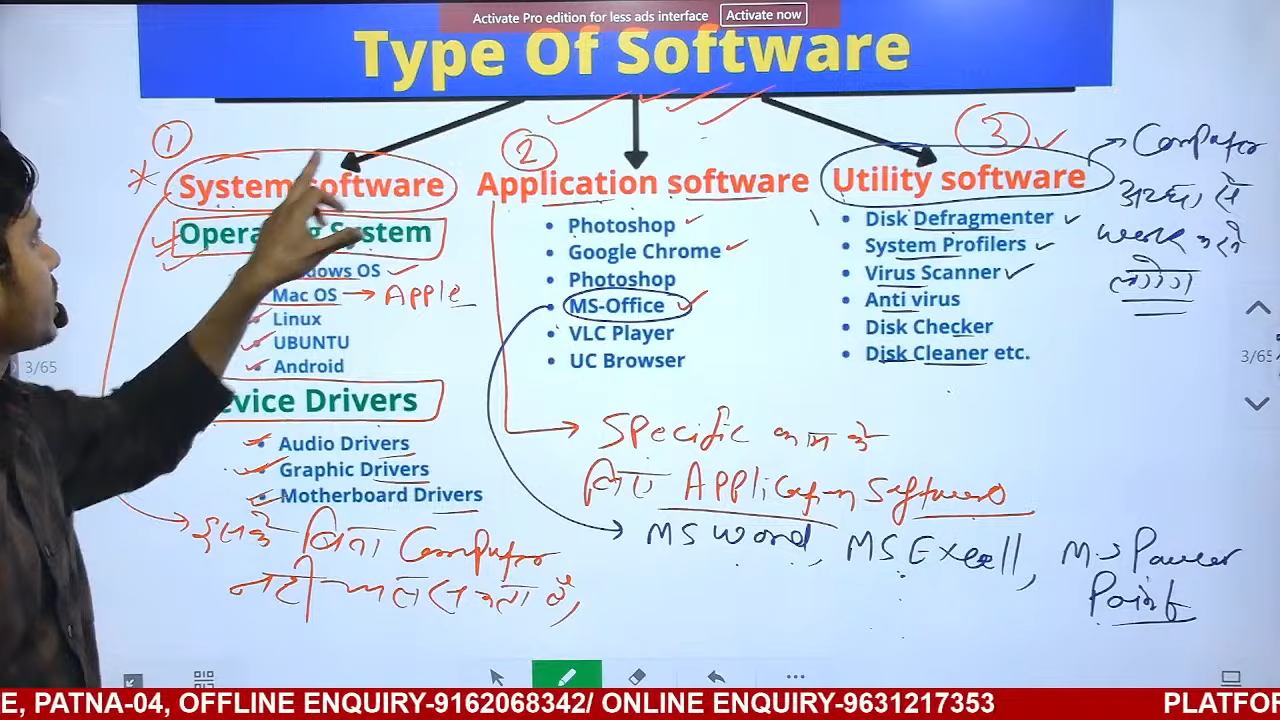 Activate Pro edition for less ads interface Activate now
Type Of Software
1
2
3
System software
Operating System
Windows OS
Mac OS → Apple
Linux
UBUNTU
Android
Device Drivers
Audio Drivers
Graphic Drivers
Motherboard Drivers
इसके बिना Computer
नहीं चल सकता है,
Application software
Photoshop
Google Chrome
Photoshop
MS-Office
VLC Player
UC Browser
Specific काम के
लिए Application Software
MS Word, MS Excell, MS Power
Point
Utility software
Disk Defragmenter
System Profilers
Virus Scanner
Anti virus
Disk Checker
Disk Cleaner etc.
Computer
अच्छा से
work करने
3/65
3/65
E, PATNA-04, OFFLINE ENQUIRY-9162068342/ ONLINE ENQUIRY-9631217353 PLATFOR